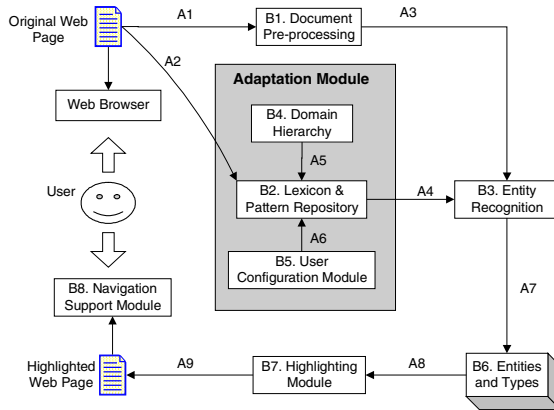 Original Web
Page
A1
B1. Document
Pre-processing
A3
A2
Web Browser
Adaptation Module
B4. Domain
Hierarchy
A5
User
B2. Lexicon &
Pattern Repository
A4
B3. Entity
Recognition
A6
B5. User
Configuration Module
B8. Navigation
Support Module
A7
Highlighted
Web Page
A9
B7. Highlighting
Module
A8
B6. Entities
and Types